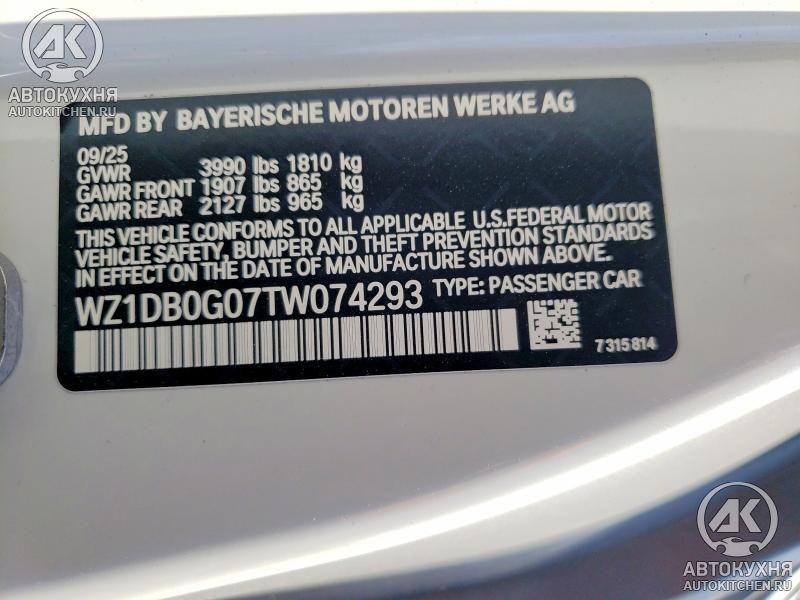 AK
АВТОКУХНЯ
AUTOKITCHEN.RU
MFD BY BAYERISCHE MOTOREN WERKE AG
09/25
GVWR 3990 lbs 1810 kg
GAWR FRONT 1907 lbs 865 kg
GAWR REAR 2127 lbs 965 kg
THIS VEHICLE CONFORMS TO ALL APPLICABLE U.S.FEDERAL MOTOR
VEHICLE SAFETY, BUMPER AND THEFT PREVENTION STANDARDS
IN EFFECT ON THE DATE OF MANUFACTURE SHOWN ABOVE.
WZ1DB0G07TW074293 TYPE: PASSENGER CAR
7315814
AK
АВТОКУХНЯ
AUTOKITCHEN.RU